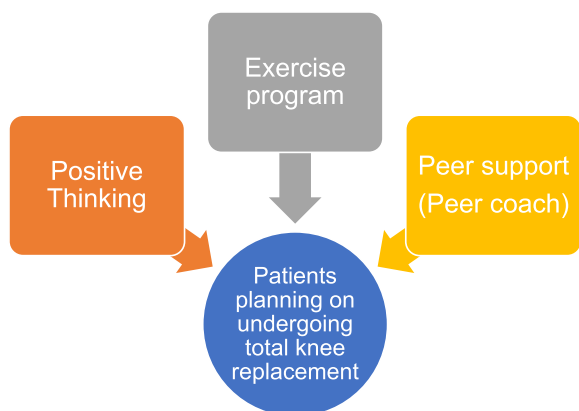 Exercise
program
Positive
Thinking
Peer support
(Peer coach)
Patients
planning on
undergoing
total knee
replacement